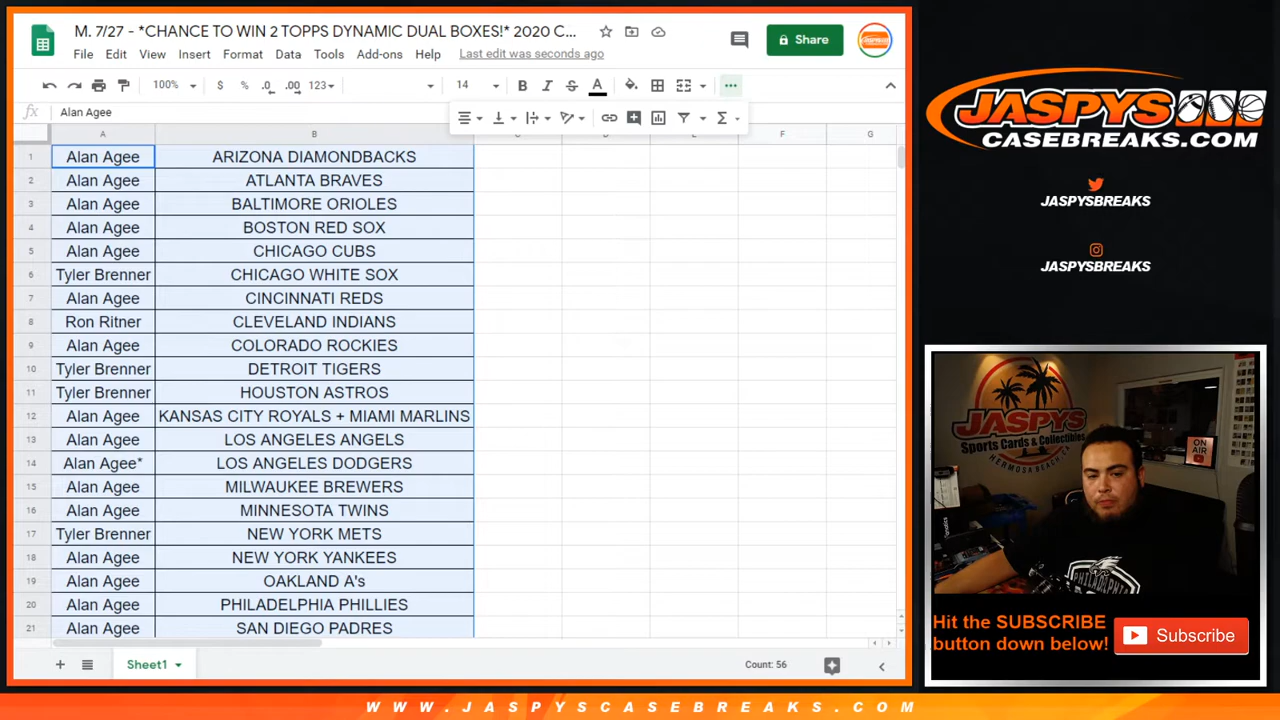 M. 7/27 - *CHANCE TO WIN 2 TOPPS DYNAMIC DUAL BOXES!* 2020 C...
File Edit View Insert Format Data Tools Add-ons Help Last edit was seconds ago
Share
100% $ % .0 .00 123 14 B I S A
fx Alan Agee
A B C D E F G
1 Alan Agee ARIZONA DIAMONDBACKS
2 Alan Agee ATLANTA BRAVES
3 Alan Agee BALTIMORE ORIOLES
4 Alan Agee BOSTON RED SOX
5 Alan Agee CHICAGO CUBS
6 Tyler Brenner CHICAGO WHITE SOX
7 Alan Agee CINCINNATI REDS
8 Ron Ritner CLEVELAND INDIANS
9 Alan Agee COLORADO ROCKIES
10 Tyler Brenner DETROIT TIGERS
11 Tyler Brenner HOUSTON ASTROS
12 Alan Agee KANSAS CITY ROYALS + MIAMI MARLINS
13 Alan Agee LOS ANGELES ANGELS
14 Alan Agee* LOS ANGELES DODGERS
15 Alan Agee MILWAUKEE BREWERS
16 Alan Agee MINNESOTA TWINS
17 Tyler Brenner NEW YORK METS
18 Alan Agee NEW YORK YANKEES
19 Alan Agee OAKLAND A's
20 Alan Agee PHILADELPHIA PHILLIES
21 Alan Agee SAN DIEGO PADRES
Sheet1
Count: 56
JASPYS
CASEBREAKS.COM
JASPYSBREAKS
JASPYSBREAKS
JASPYS
Sports Cards & Collectibles
HERMOSA BEACH, CA
ON
AIR
Fanatics
Hit the SUBSCRIBE
button down below!
Subscribe
WWW.JASPYSCASEBREAKS.COM